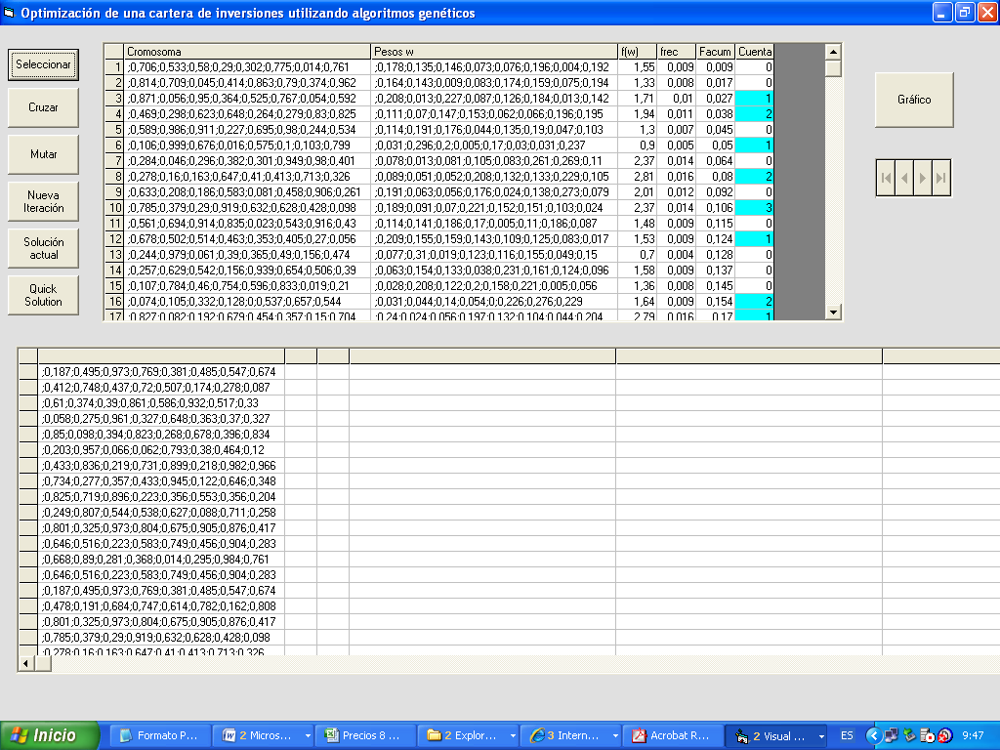 Optimización de una cartera de inversiones utilizando algoritmos genéticos
Seleccionar
Cruzar
Mutar
Nueva
Iteración
Solución
actual
Quick
Solution
Cromosoma Pesos w f(w) frec Facum Cuenta
1 ;0,706;0,533;0,58;0,29;0,302;0,775;0,014;0,761 ;0,178;0,135;0,146;0,073;0,076;0,196;0,004;0,192 1,55 0,009 0,009 0
2 ;0,814;0,709;0,045;0,414;0,863;0,79;0,374;0,962 ;0,164;0,143;0,009;0,083;0,174;0,159;0,075;0,194 1,33 0,008 0,017 0
3 ;0,871;0,056;0,95;0,364;0,525;0,767;0,054;0,592 ;0,208;0,013;0,227;0,087;0,126;0,184;0,013;0,142 1,71 0,01 0,027 1
4 ;0,469;0,298;0,623;0,648;0,264;0,279;0,83;0,825 ;0,111;0,07;0,147;0,153;0,062;0,066;0,196;0,195 1,94 0,011 0,038 2
5 ;0,589;0,986;0,911;0,227;0,695;0,98;0,244;0,534 ;0,114;0,191;0,176;0,044;0,135;0,19;0,047;0,103 1,3 0,007 0,045 0
6 ;0,106;0,999;0,676;0,016;0,575;0,1;0,103;0,799 ;0,031;0,296;0,2;0,005;0,17;0,03;0,031;0,237 0,9 0,005 0,05 1
7 ;0,284;0,046;0,296;0,382;0,301;0,949;0,98;0,401 ;0,078;0,013;0,081;0,105;0,083;0,261;0,269;0,11 2,37 0,014 0,064 0
8 ;0,278;0,16;0,163;0,647;0,41;0,413;0,713;0,326 ;0,089;0,051;0,052;0,208;0,132;0,133;0,229;0,105 2,81 0,016 0,08 2
9 ;0,633;0,208;0,186;0,583;0,081;0,458;0,906;0,261 ;0,191;0,063;0,056;0,176;0,024;0,138;0,273;0,079 2,01 0,012 0,092 0
10 ;0,785;0,379;0,29;0,919;0,632;0,628;0,428;0,098 ;0,189;0,091;0,07;0,221;0,152;0,151;0,103;0,024 2,37 0,014 0,106 3
11 ;0,561;0,694;0,914;0,835;0,023;0,543;0,916;0,43 ;0,114;0,141;0,186;0,17;0,005;0,11;0,186;0,087 1,48 0,009 0,115 0
12 ;0,678;0,502;0,514;0,463;0,353;0,405;0,27;0,056 ;0,209;0,155;0,159;0,143;0,109;0,125;0,083;0,017 1,53 0,009 0,124 1
13 ;0,244;0,979;0,061;0,39;0,365;0,49;0,156;0,474 ;0,077;0,31;0,019;0,123;0,116;0,155;0,049;0,15 0,7 0,004 0,128 0
14 ;0,257;0,629;0,542;0,156;0,939;0,654;0,506;0,39 ;0,063;0,154;0,133;0,038;0,231;0,161;0,124;0,096 1,58 0,009 0,137 0
15 ;0,107;0,784;0,46;0,754;0,596;0,833;0,019;0,21 ;0,028;0,208;0,122;0,2;0,158;0,221;0,005;0,056 1,36 0,008 0,145 0
16 ;0,074;0,105;0,332;0,128;0;0,537;0,657;0,544 ;0,031;0,044;0,14;0,054;0;0,226;0,276;0,229 1,64 0,009 0,154 2
17 ;0,827;0,082;0,192;0,679;0,454;0,357;0,15;0,704 ;0,24;0,024;0,056;0,197;0,132;0,104;0,044;0,204 2,79 0,016 0,17 1
Gráfico
;0,187;0,495;0,973;0,769;0,381;0,485;0,547;0,674
;0,412;0,748;0,437;0,72;0,507;0,174;0,278;0,087
;0,61;0,374;0,39;0,861;0,586;0,932;0,517;0,33
;0,058;0,275;0,961;0,327;0,648;0,363;0,37;0,327
;0,85;0,098;0,394;0,823;0,268;0,678;0,396;0,834
;0,203;0,957;0,066;0,062;0,793;0,38;0,464;0,12
;0,433;0,836;0,219;0,731;0,899;0,218;0,982;0,966
;0,734;0,277;0,357;0,433;0,945;0,122;0,646;0,348
;0,825;0,719;0,896;0,223;0,356;0,553;0,356;0,204
;0,249;0,807;0,544;0,538;0,627;0,088;0,711;0,258
;0,801;0,325;0,973;0,804;0,675;0,905;0,876;0,417
;0,646;0,516;0,223;0,583;0,749;0,456;0,904;0,283
;0,668;0,89;0,281;0,368;0,014;0,295;0,984;0,761
;0,646;0,516;0,223;0,583;0,749;0,456;0,904;0,283
;0,187;0,495;0,973;0,769;0,381;0,485;0,547;0,674
;0,478;0,191;0,684;0,747;0,614;0,782;0,162;0,808
;0,801;0,325;0,973;0,804;0,675;0,905;0,876;0,417
;0,785;0,379;0,29;0,919;0,632;0,628;0,428;0,098
;0,278;0,16;0,163;0,647;0,41;0,413;0,713;0,326
Inicio Formato P... 2 Micros... Precios 8 ... 2 Explor... 3 Intern... Acrobat R... 2 Visual ... ES 9:47